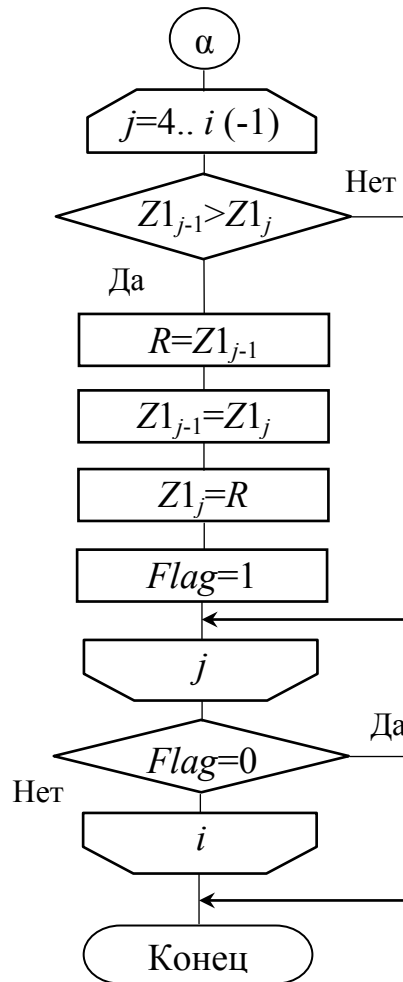 α
j=4.. i (-1)
Нет
Z1j-1>Z1j
Да
R=Z1j-1
Z1j-1=Z1j
Z1j=R
Flag=1
j
Да
Flag=0
Нет
i
Конец